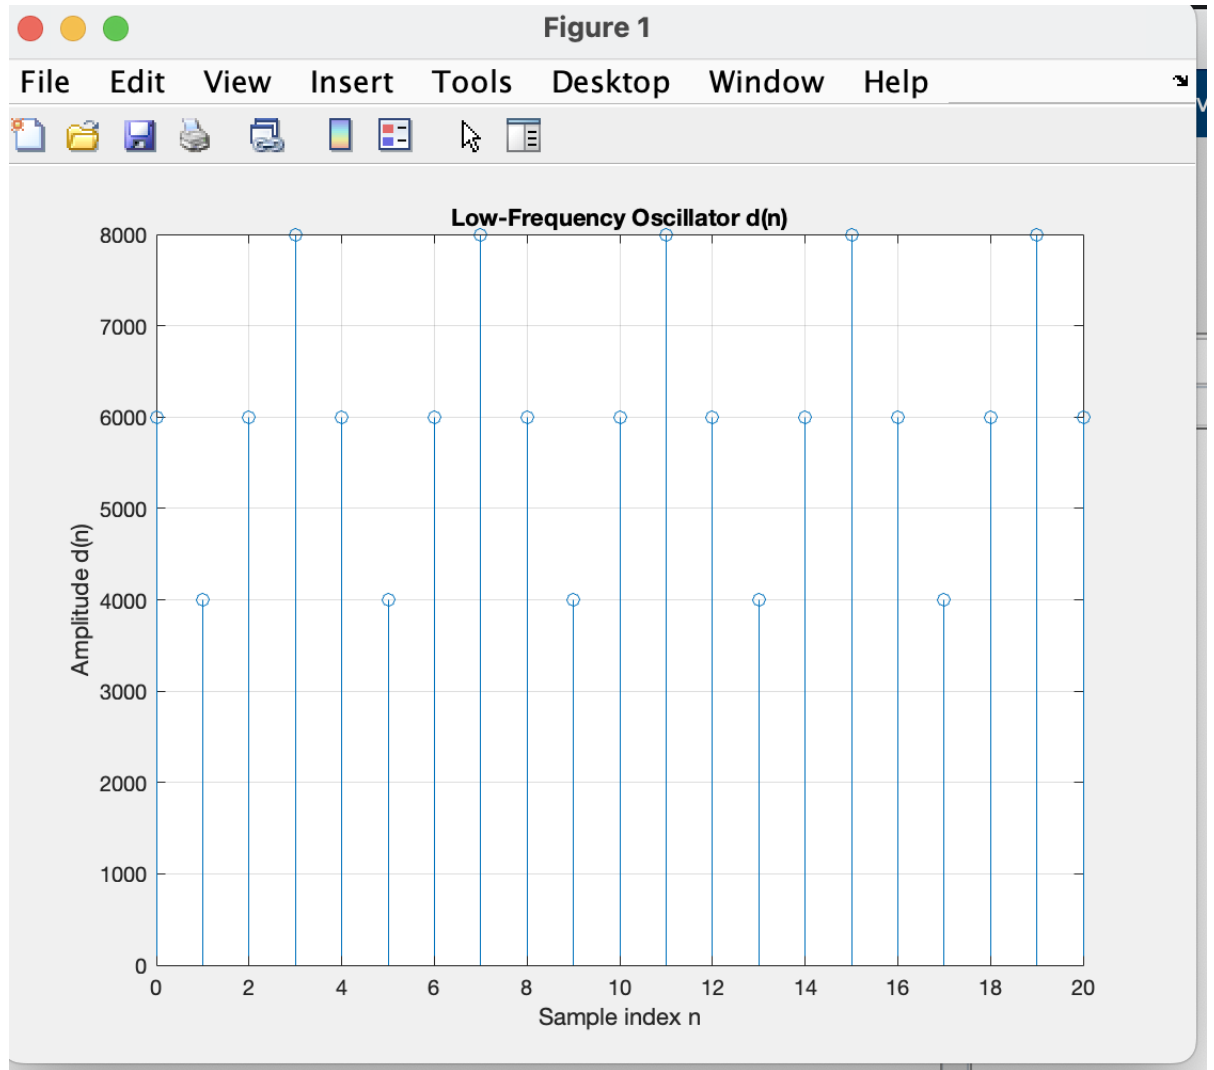 Figure 1
File Edit View Insert Tools Desktop Window Help
Low-Frequency Oscillator d(n)
8000
7000
6000
5000
4000
3000
2000
1000
0
Amplitude d(n)
0 2 4 6 8 10 12 14 16 18 20
Sample index n